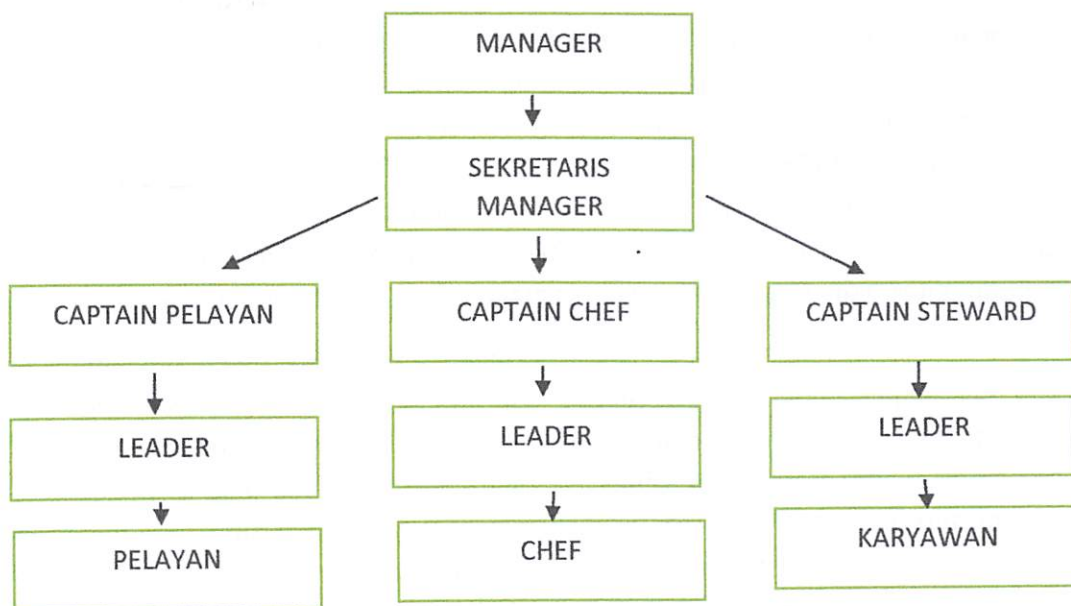 MANAGER
SEKRETARIS
MANAGER
CAPTAIN PELAYAN
CAPTAIN CHEF
CAPTAIN STEWARD
LEADER
LEADER
LEADER
PELAYAN
CHEF
KARYAWAN